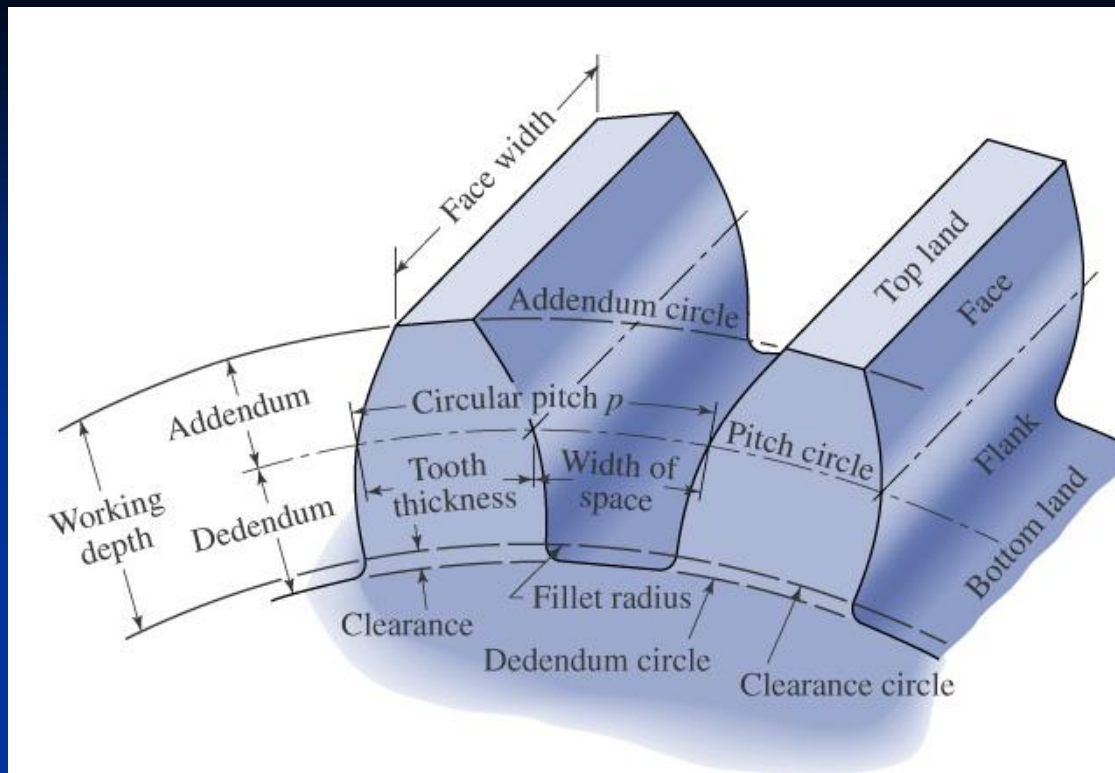 Face width
Top land
Face
Addendum circle
Addendum
Circular pitch p
Pitch circle
Flank
Working
depth
Dedendum
Tooth
thickness
Width of
space
Bottom land
Fillet radius
Clearance
Dedendum circle
Clearance circle